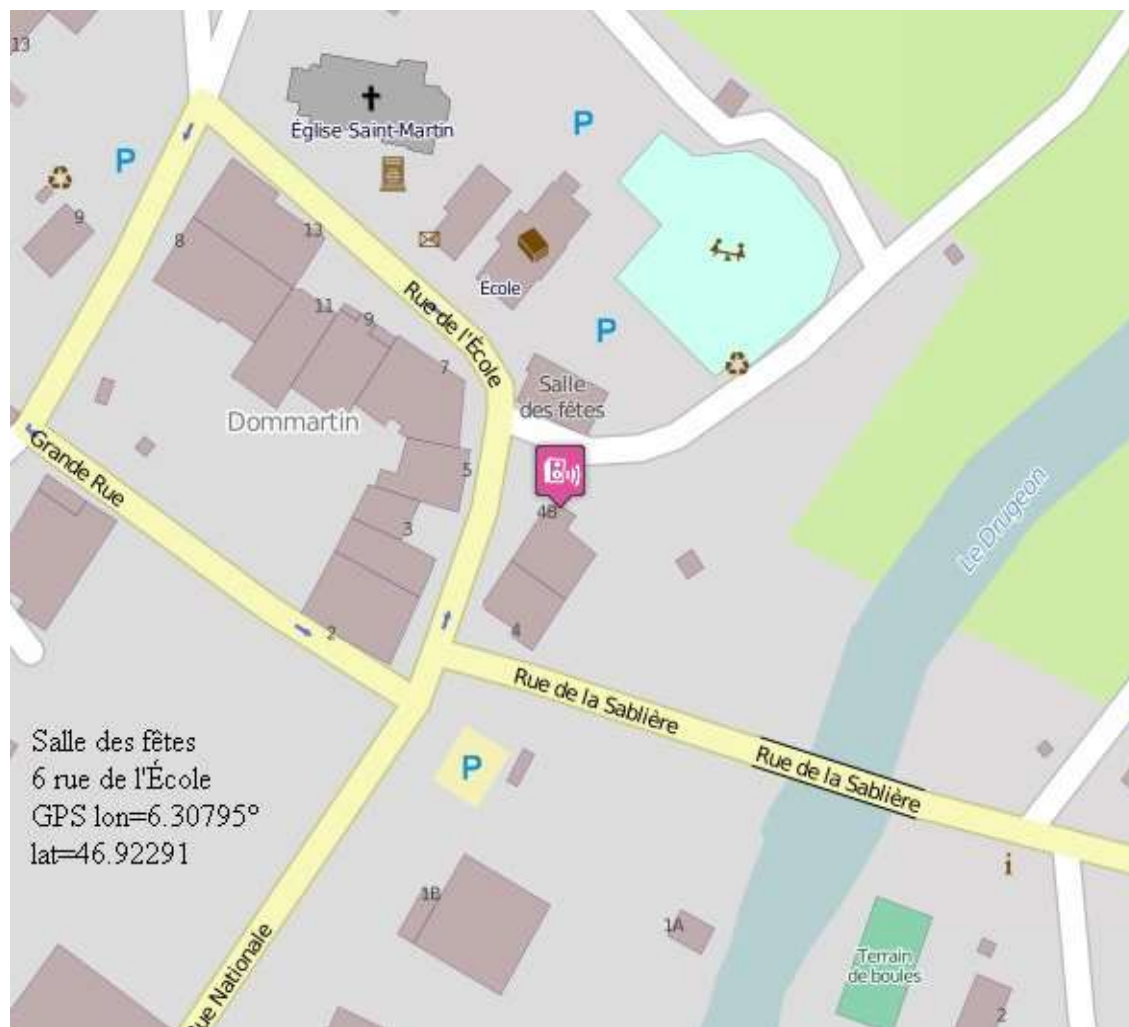 13
P
Église Saint-Martin
P
9
8
13
École
11
9
Rue de l'École
7
P
Salle
des fêtes
Dommartin
Grande Rue
5
4B
3
Le Drugeon
2
4
Rue de la Sablière
Salle des fêtes
6 rue de l'École
GPS lon=6.30795°
lat=46.92291
P
Rue de la Sablière
i
1B
1A
Rue Nationale
Terrain
de boules
2